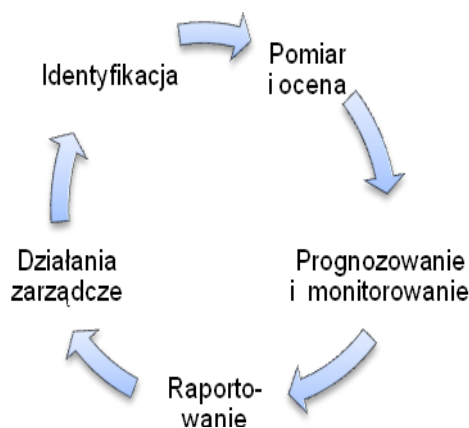 Identyfikacja
Pomiar
i ocena
Prognozowanie
i monitorowanie
Raporto-
wanie
Działania
zarządcze